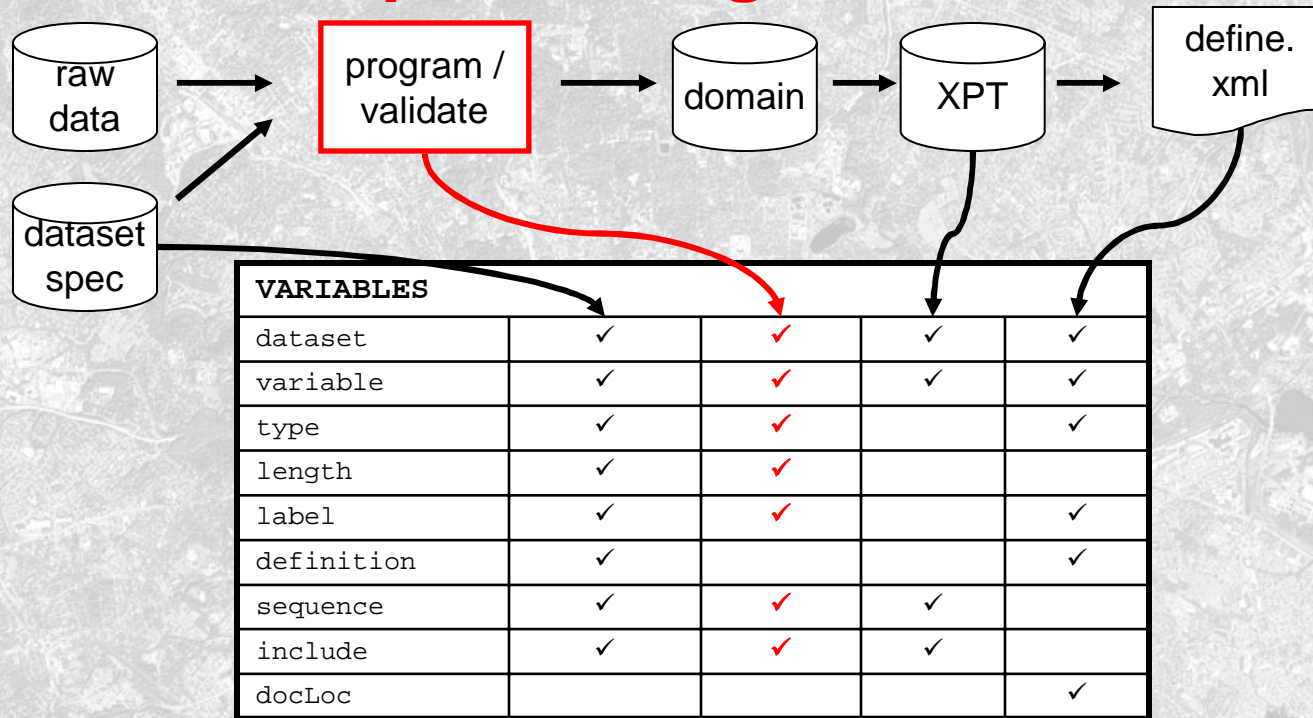 raw
data
program /
validate
domain
XPT
define.
xml
dataset
spec
VARIABLES
dataset ✓ ✓ ✓ ✓
variable ✓ ✓ ✓ ✓
type ✓ ✓ ✓
length ✓ ✓
label ✓ ✓ ✓
definition ✓ ✓
sequence ✓ ✓ ✓
include ✓ ✓ ✓
docLoc ✓